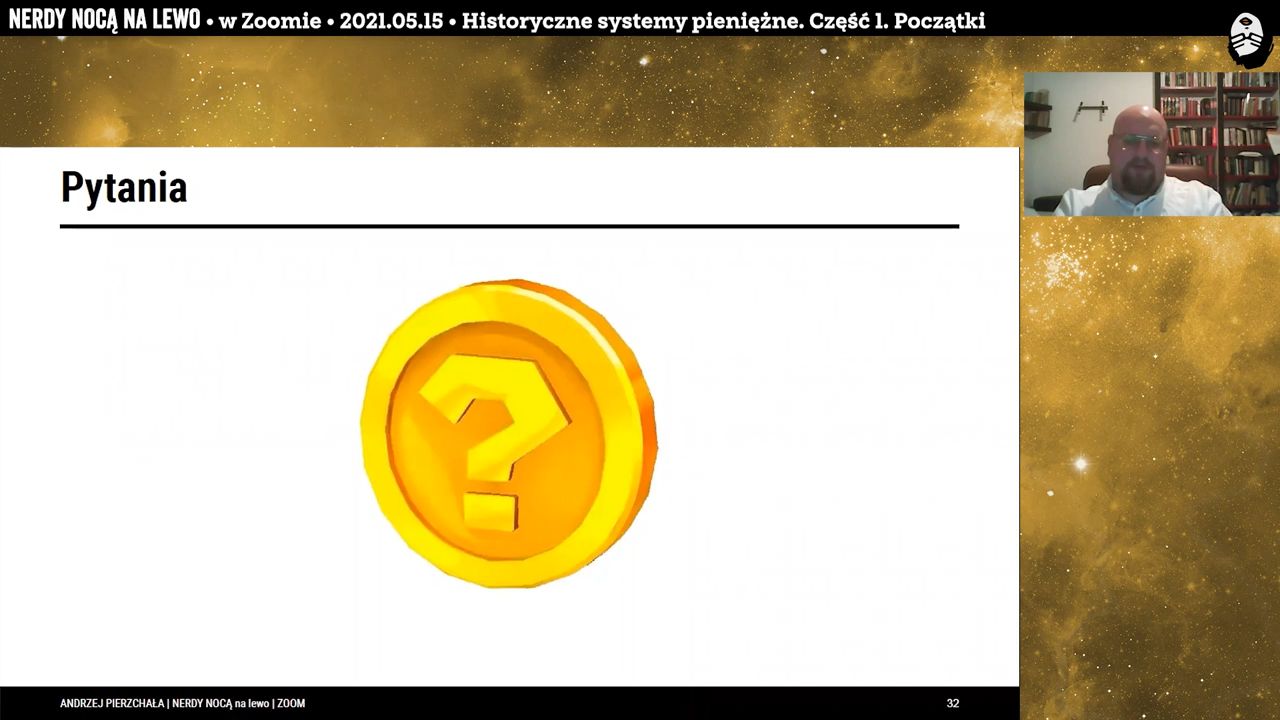 NERDY NOCĄ NA LEWO • w Zoomie • 2021.05.15 • Historyczne systemy pieniężne. Część 1. Początki
Pytania
?
ANDRZEJ PIERZCHAŁA | NERDY NOCĄ na lewo | ZOOM 32